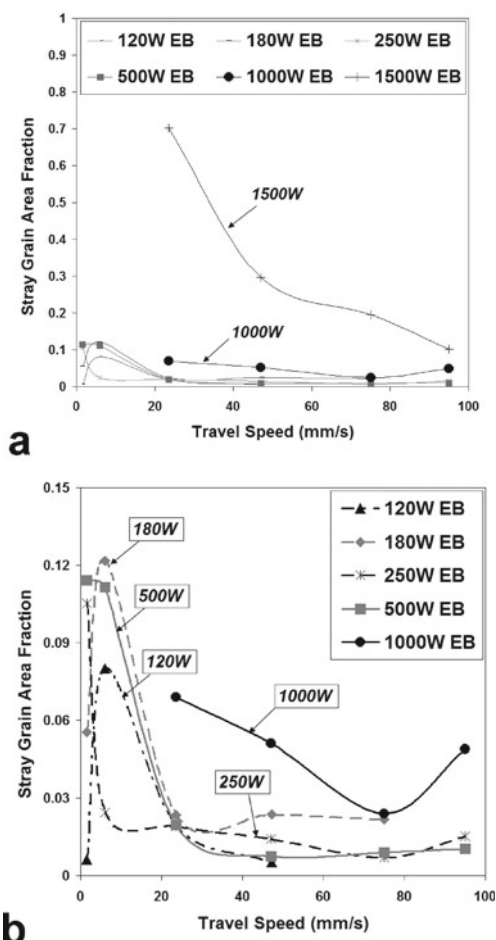 1
0.9
0.8
0.7
0.6
0.5
0.4
0.3
0.2
0.1
0
Stray Grain Area Fraction
120W EB 180W EB 250W EB
500W EB 1000W EB 1500W EB
1500W
1000W
0 20 40 60 80 100
Travel Speed (mm/s)
a
0.15
0.12
0.09
0.06
0.03
0
Stray Grain Area Fraction
180W
500W
120W
1000W
250W
120W EB
180W EB
250W EB
500W EB
1000W EB
0 20 40 60 80 100
Travel Speed (mm/s)
b